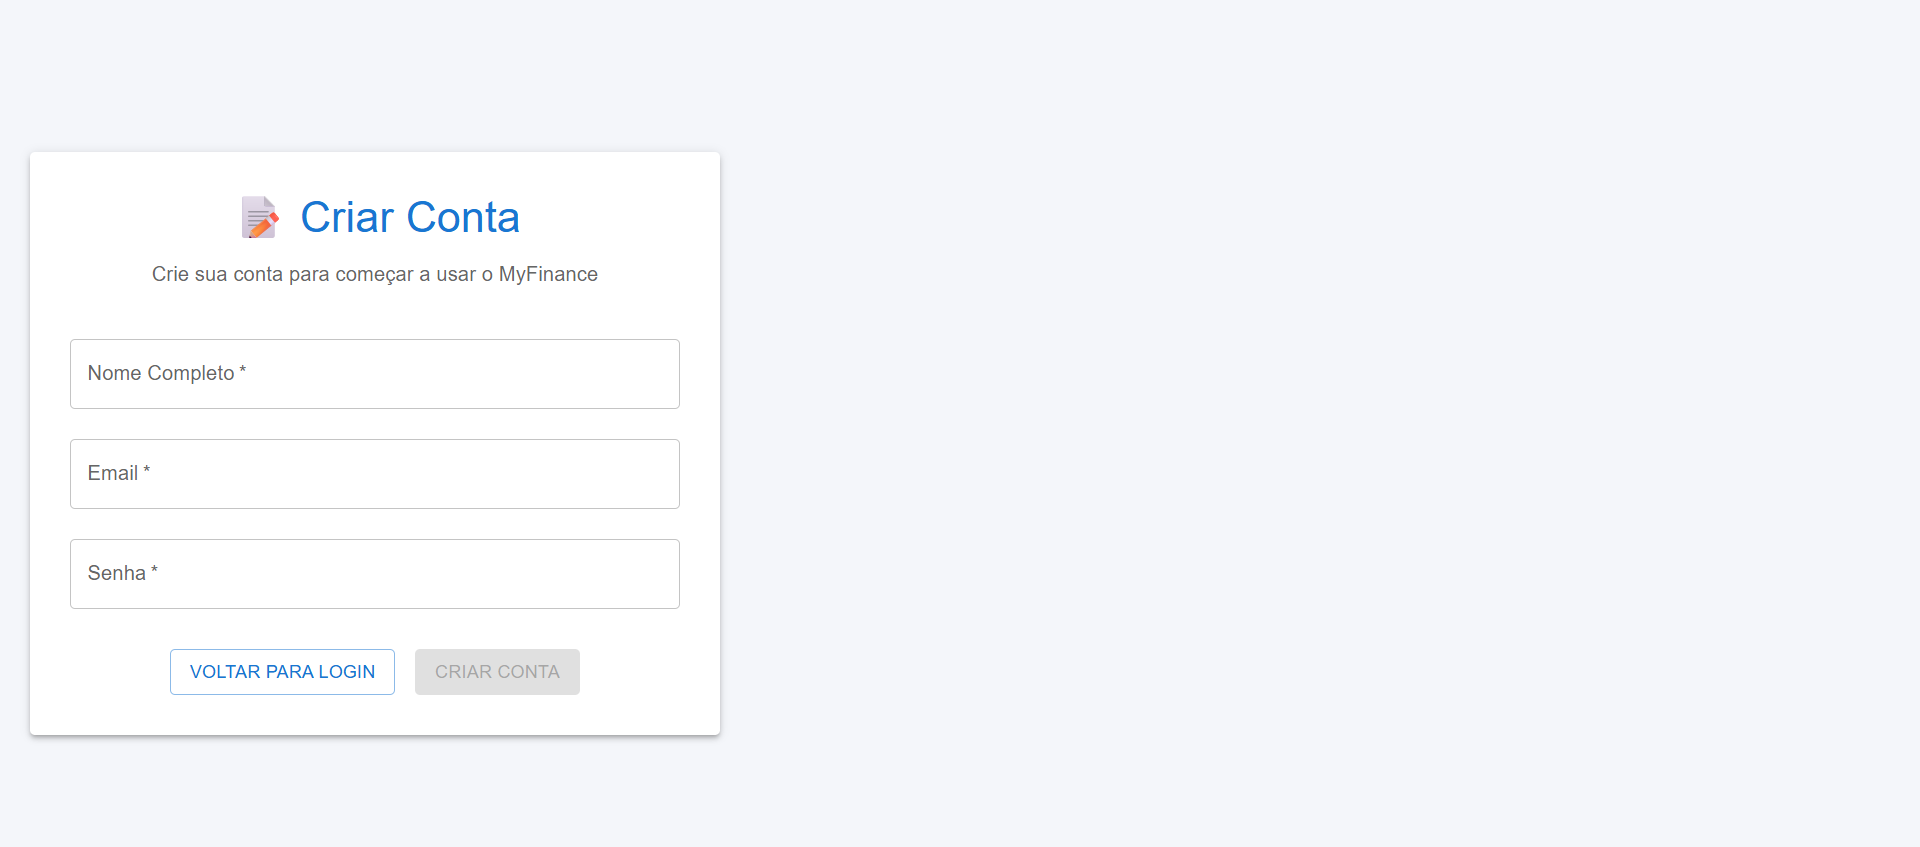 Criar Conta
Crie sua conta para começar a usar o MyFinance
Nome Completo *
Email *
Senha *
VOLTAR PARA LOGIN
CRIAR CONTA